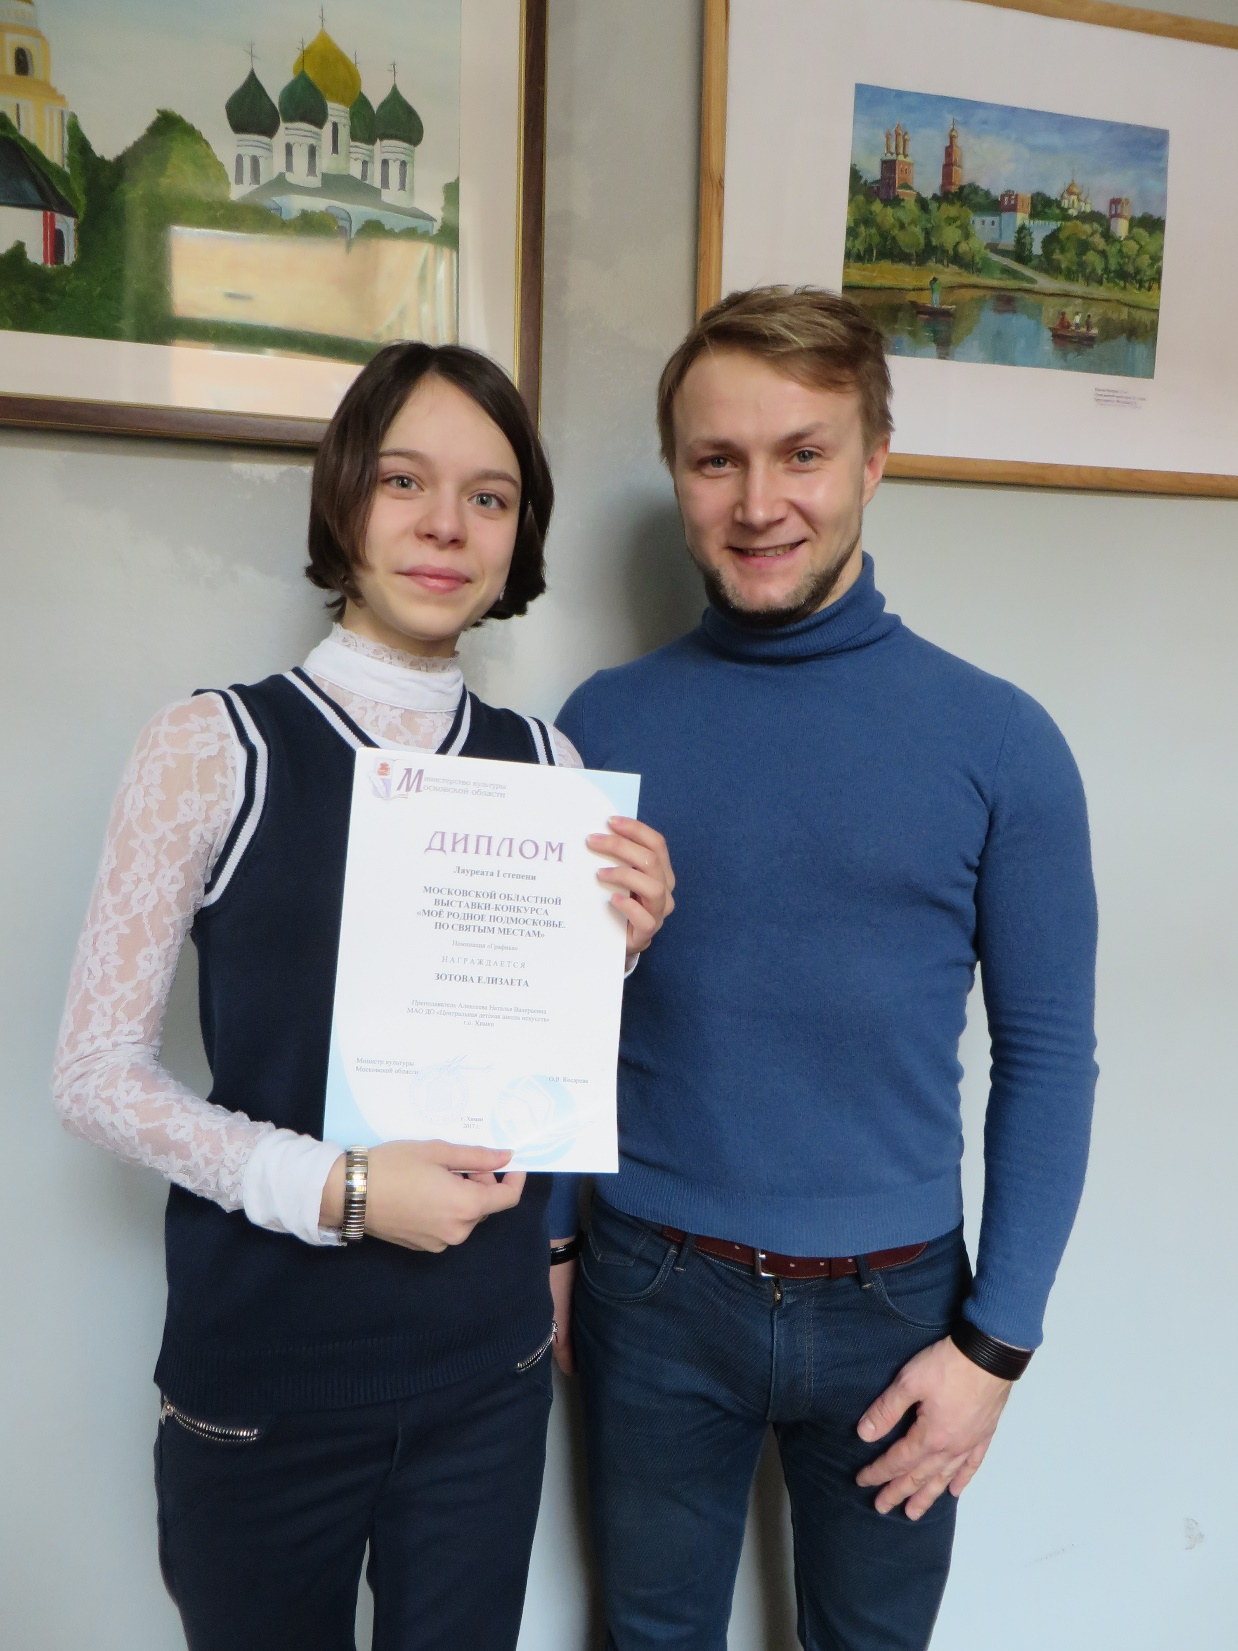 Министерство культуры
Московской области
ДИПЛОМ
Лауреата I степени
МОСКОВСКОЙ ОБЛАСТНОЙ
ВЫСТАВКИ-КОНКУРСА
«МОЁ РОДНОЕ ПОДМОСКОВЬЕ.
ПО СВЯТЫМ МЕСТАМ»
Номинация «Графика»
НАГРАЖДАЕТСЯ
ЗОТОВА ЕЛИЗАЕТА
Преподаватель Наталья Валерьевна
МАО ДО «Центральная детская школа искусств»
г.о. Химки
Министр культуры
Московской области
О.В. Косарева
г. Химки
2017 г.